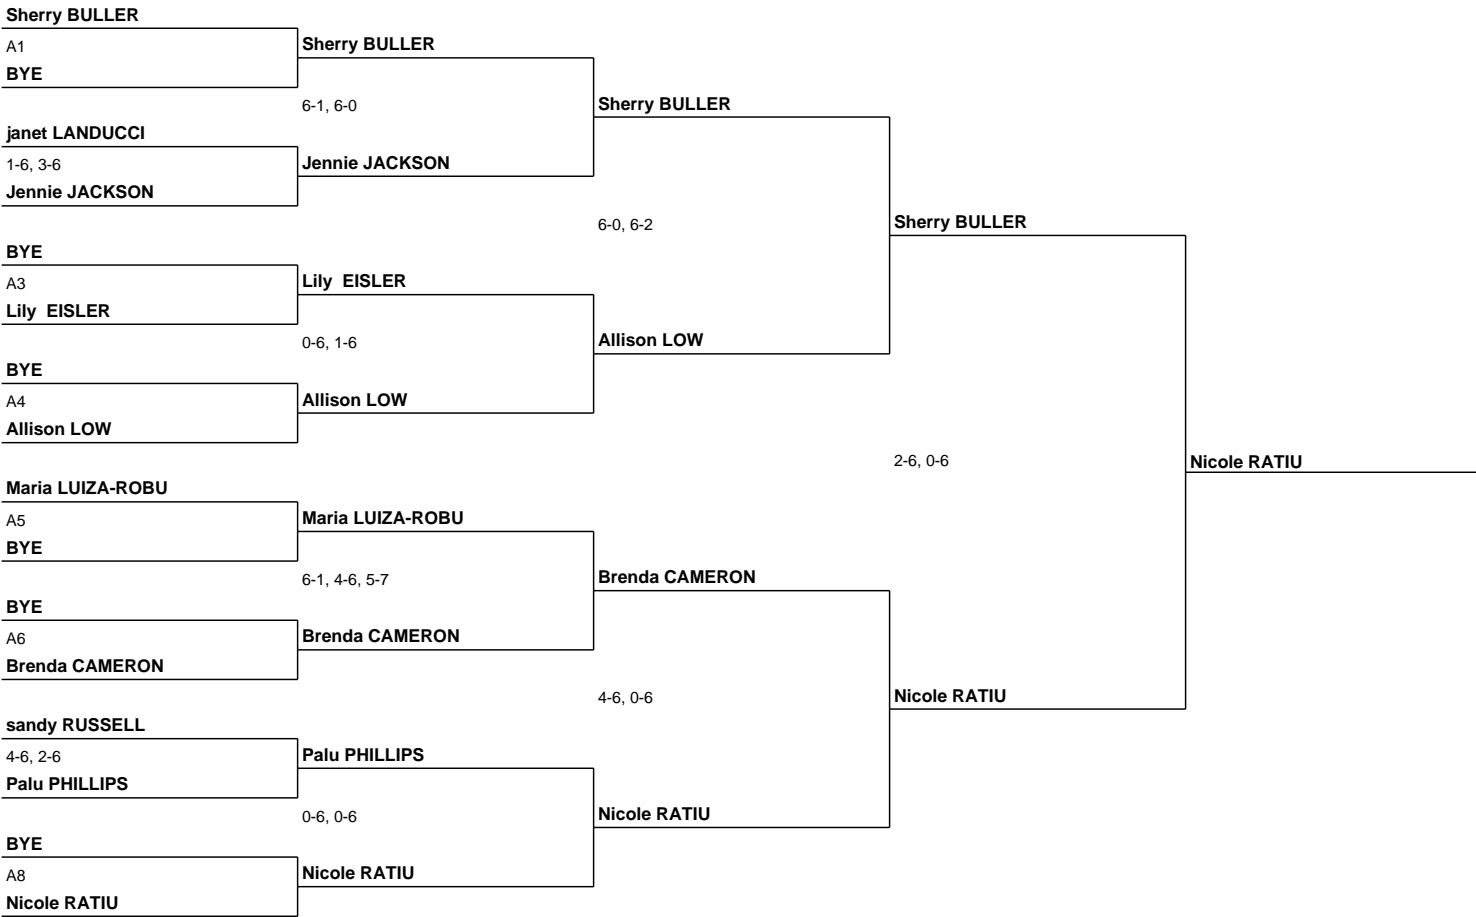 Sherry BULLER
A1
BYE
janet LANDUCCI
1-6, 3-6
Jennie JACKSON
BYE
A3
Lily  EISLER
BYE
A4
Allison LOW
Maria LUIZA-ROBU
A5
BYE
BYE
A6
Brenda CAMERON
sandy RUSSELL
4-6, 2-6
Palu PHILLIPS
BYE
A8
Nicole RATIU
Sherry BULLER
6-1, 6-0
Jennie JACKSON
Lily  EISLER
0-6, 1-6
Allison LOW
Maria LUIZA-ROBU
6-1, 4-6, 5-7
Brenda CAMERON
Palu PHILLIPS
0-6, 0-6
Nicole RATIU
Sherry BULLER
6-0, 6-2
Allison LOW
Brenda CAMERON
4-6, 0-6
Nicole RATIU
Sherry BULLER
2-6, 0-6
Nicole RATIU
Nicole RATIU